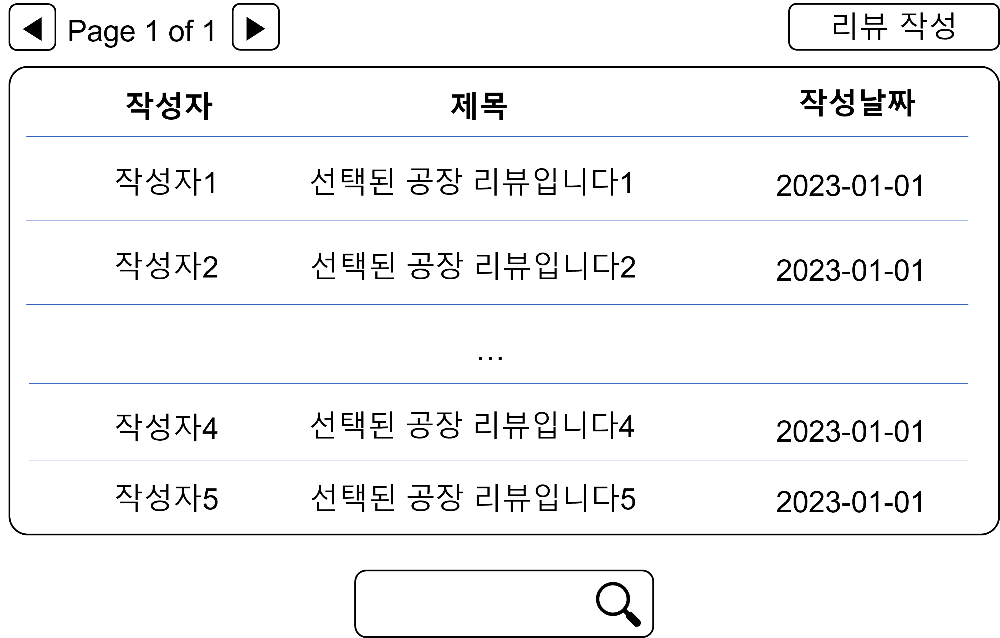 Page 1 of 1
리뷰 작성
작성자 제목 작성날짜
작성자1 선택된 공장 리뷰입니다1 2023-01-01
작성자2 선택된 공장 리뷰입니다2 2023-01-01
...
작성자4 선택된 공장 리뷰입니다4 2023-01-01
작성자5 선택된 공장 리뷰입니다5 2023-01-01